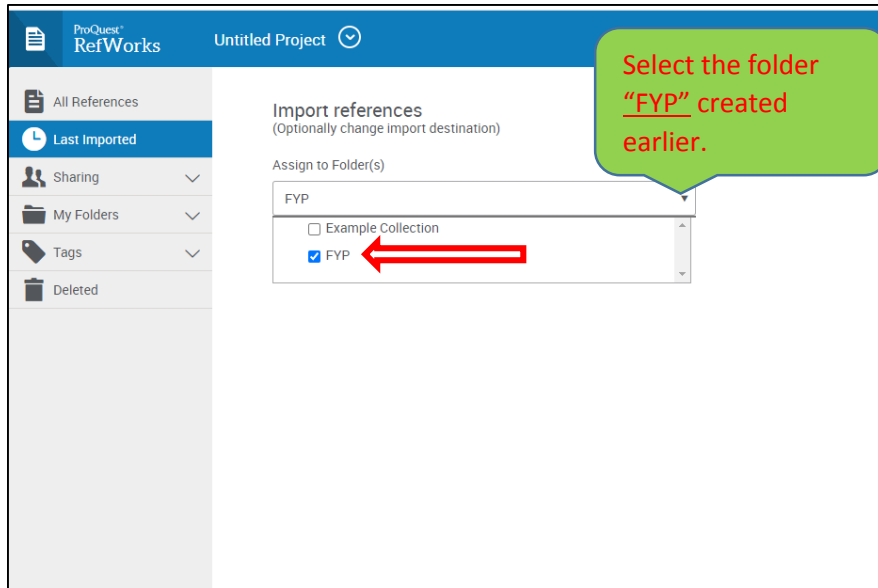 ProQuest®
RefWorks
Untitled Project
Select the folder
"FYP" created
earlier.
All References
Last Imported
Sharing
My Folders
Tags
Deleted
Import references
(Optionally change import destination)
Assign to Folder(s)
FYP
Example Collection
FYP